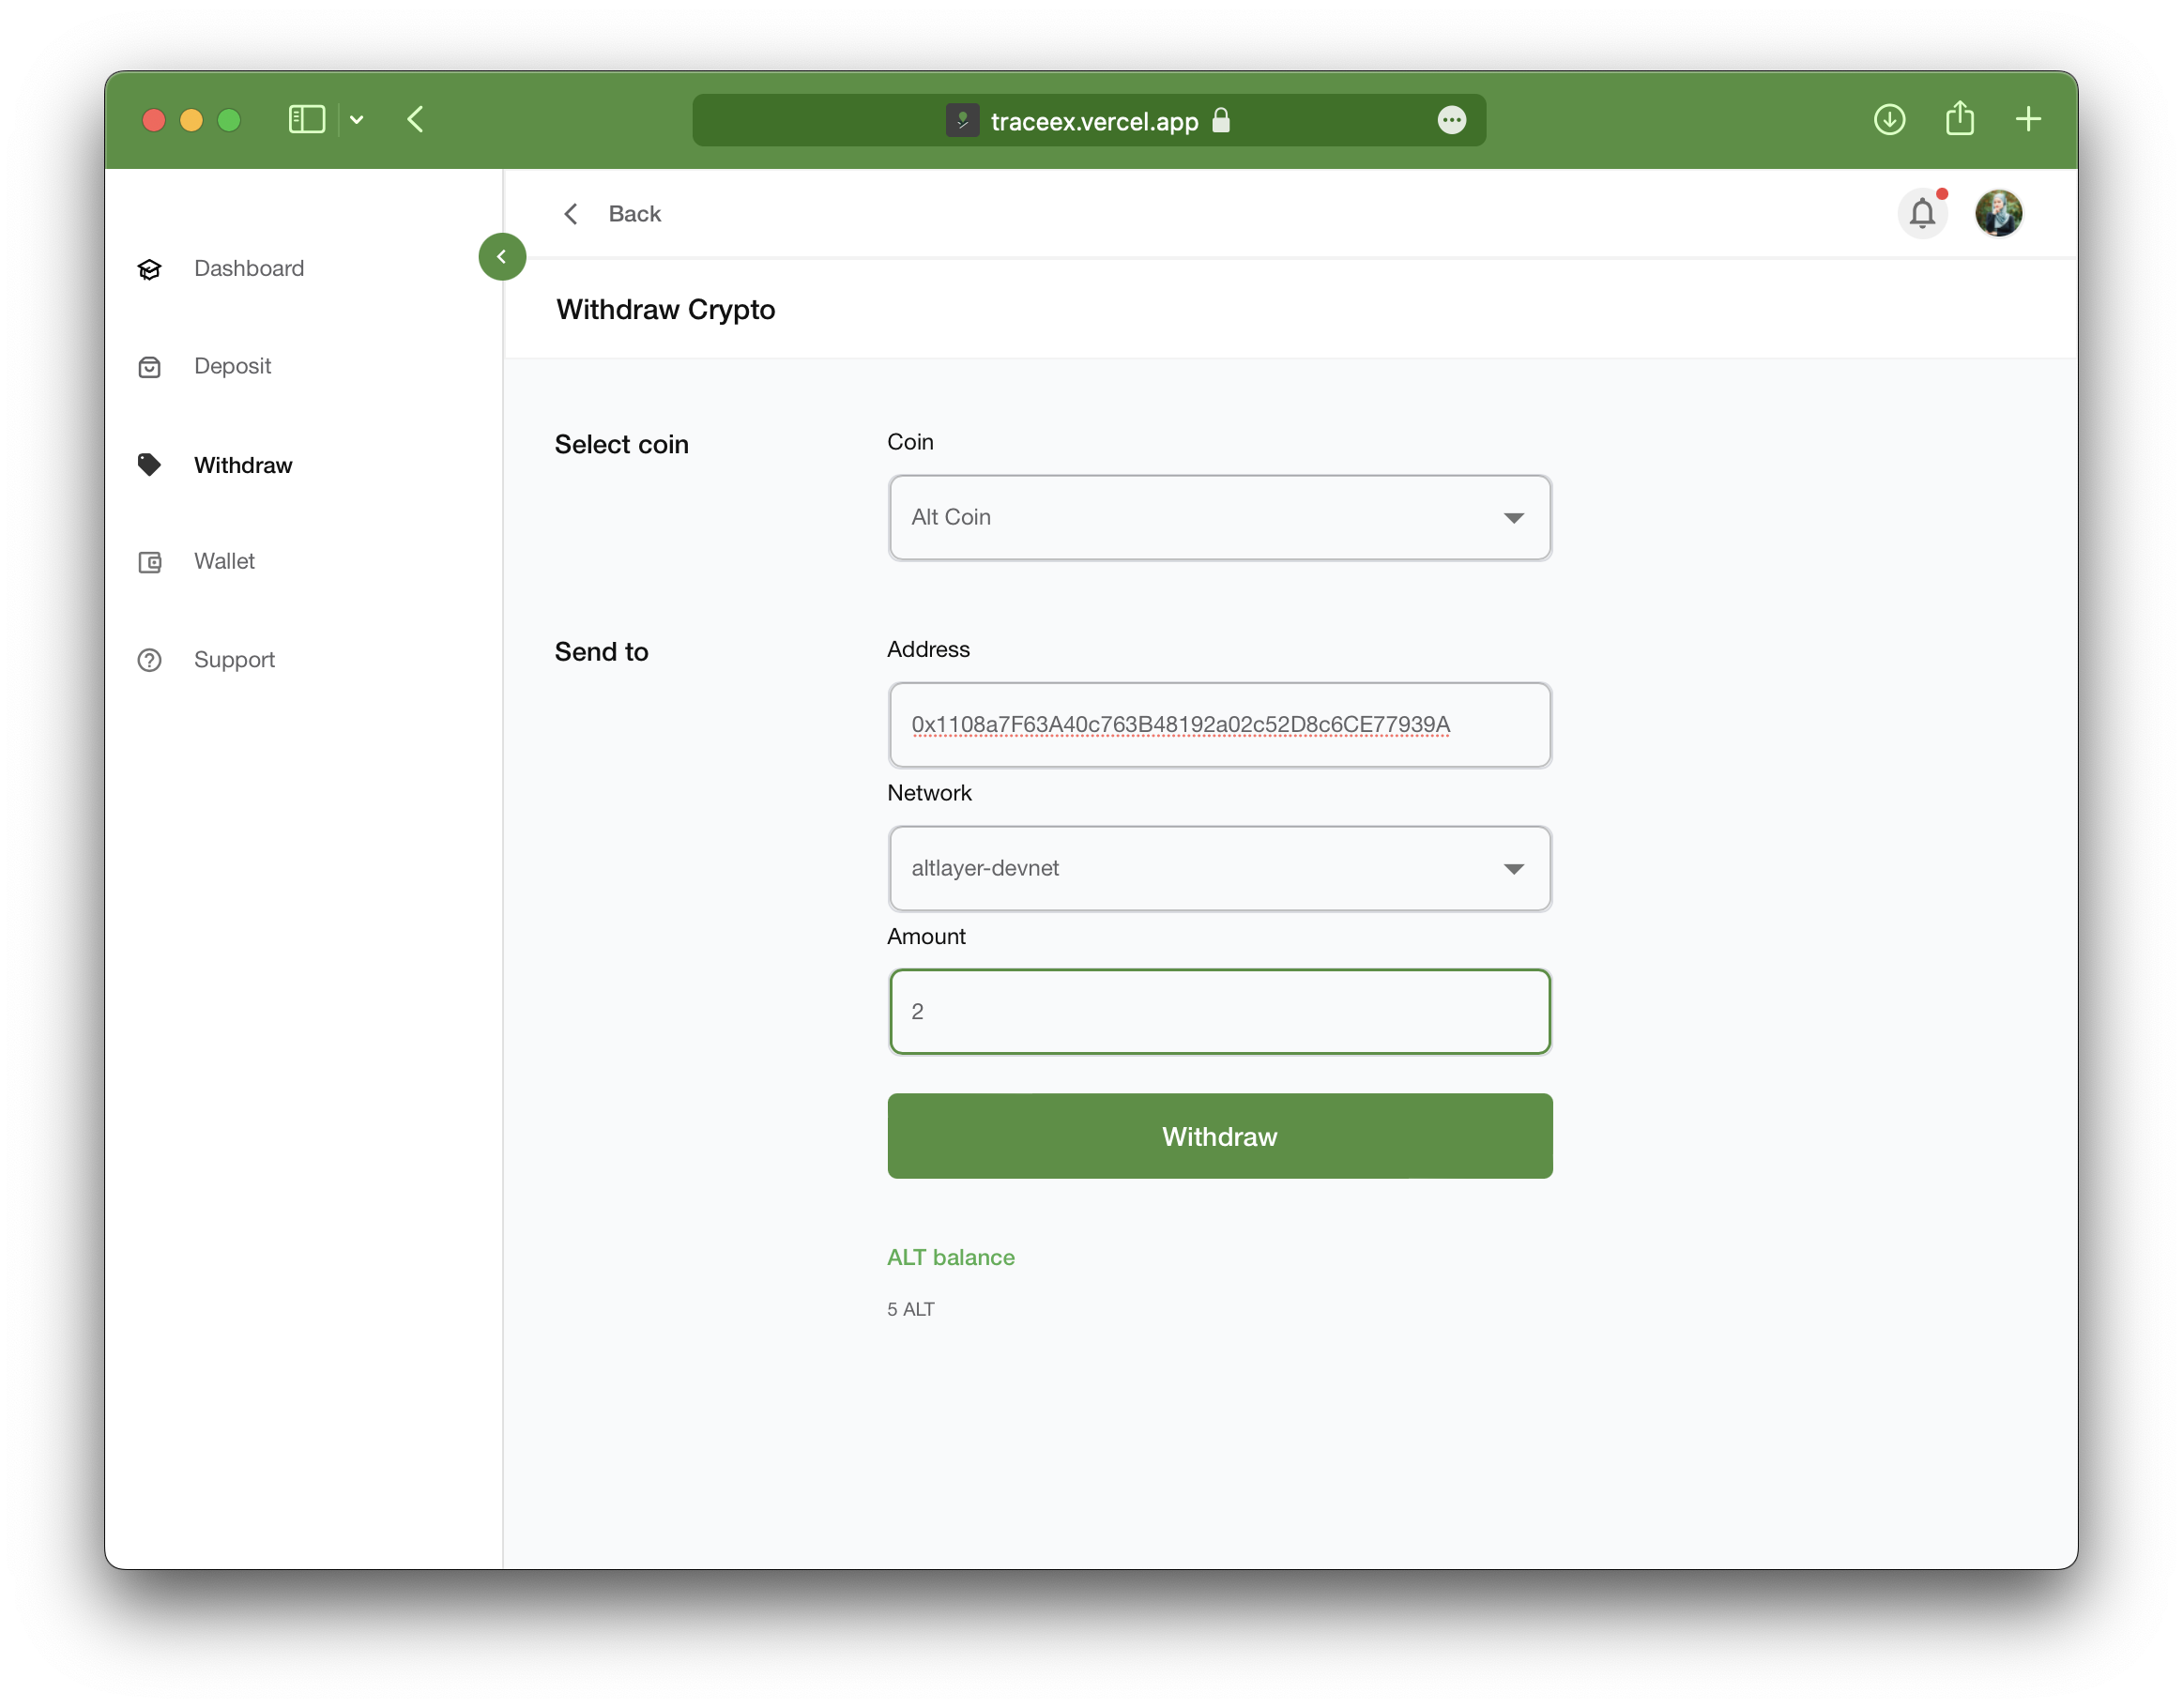 traceex.vercel.app
Back
Dashboard
Deposit
Withdraw
Wallet
Support
Withdraw Crypto
Select coin
Coin
Alt Coin
Send to
Address
0x1108a7F63A40c763B48192a02c52D8c6CE77939A
Network
altlayer-devnet
Amount
2
Withdraw
ALT balance
5 ALT